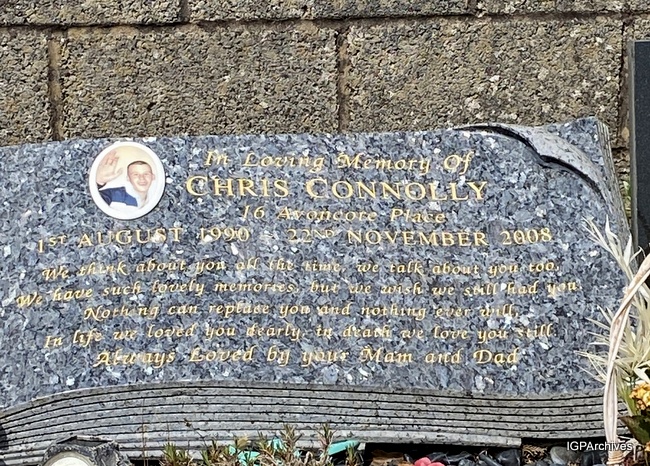 In Loving Memory Of
CHRIS CONNOLLY
16 Avoncore Place
1ST AUGUST 1990 ~ 22ND NOVEMBER 2008
We think about you all the time, we talk about you too,
We have such lovely memories, but we wish we still had you,
Nothing can replace you and nothing ever will,
In life we loved you dearly, in death we love you still.
Always Loved by your Mam and Dad
IGPArchives